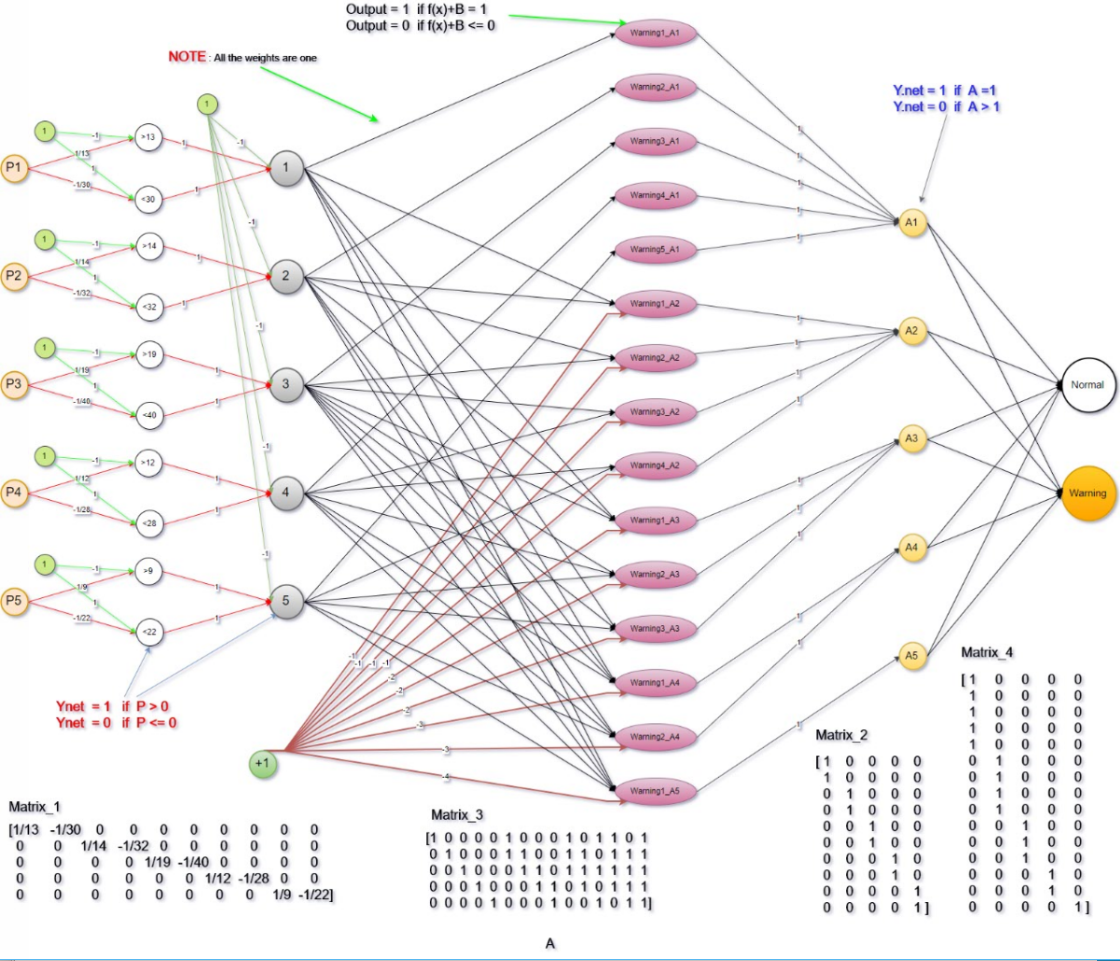 Output = 1 if f(x)+B = 1
Output = 0 if f(x)+B <= 0
NOTE : All the weights are one
Y.net = 1 if A =1
Y.net = 0 if A > 1
1
P1
1
>13
<30
-1
1/13
1
-1/30
1
1
P2
1
>14
<32
-1
1/14
1
-1/32
1
1
P3
1
>19
<40
-1
1/19
1
-1/40
1
1
P4
1
>12
<28
-1
1/12
1
-1/28
1
1
P5
1
>9
<22
-1
1/9
1
-1/22
1
1
-1
-1
-1
-1
-1
1
2
3
4
5
Warning1_A1
Warning2_A1
Warning3_A1
Warning4_A1
Warning5_A1
Warning1_A2
Warning2_A2
Warning3_A2
Warning4_A2
Warning1_A3
Warning2_A3
Warning3_A3
Warning1_A4
Warning2_A4
Warning1_A5
1
1
1
1
1
1
1
1
1
1
1
1
1
1
A1
A2
A3
A4
A5
Normal
Warning
Ynet = 1 if P > 0
Ynet = 0 if P <= 0
+1
-1
-1
-1
-1
-2
-2
-2
-3
-3
-4
Matrix_1
[1/13 -1/30 0 0 0 0 0 0 0 0
0 0 1/14 -1/32 0 0 0 0 0 0
0 0 0 0 1/19 -1/40 0 0 0 0
0 0 0 0 0 0 1/12 -1/28 0 0
0 0 0 0 0 0 0 0 1/9 -1/22]
Matrix_3
[1 0 0 0 0 1 0 0 0 1 0 1 1 0 1
0 1 0 0 0 1 1 0 0 1 1 0 1 1 1
0 0 1 0 0 0 1 1 0 1 1 1 1 1 1
0 0 0 1 0 0 0 1 1 0 1 1 1 1 1
0 0 0 0 1 0 0 0 1 0 0 1 0 1 1]
Matrix_2
[1 0 0 0 0
1 0 0 0 0
0 1 0 0 0
0 1 0 0 0
0 0 1 0 0
0 0 1 0 0
0 0 0 1 0
0 0 0 1 0
0 0 0 0 1
0 0 0 0 1]
Matrix_4
[1 0 0 0 0
1 0 0 0 0
1 0 0 0 0
1 0 0 0 0
1 0 0 0 0
0 1 0 0 0
0 1 0 0 0
0 1 0 0 0
0 1 0 0 0
0 0 1 0 0
0 0 1 0 0
0 0 1 0 0
0 0 0 1 0
0 0 0 1 0
0 0 0 0 1]
A